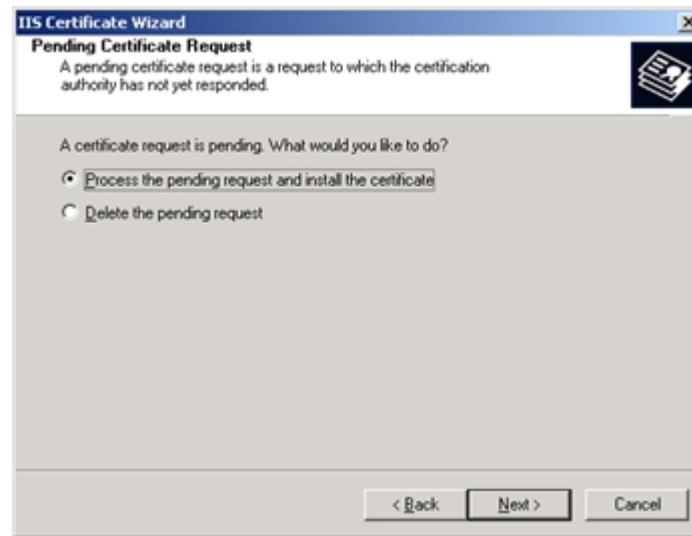 IIS Certificate Wizard
Pending Certificate Request
A pending certificate request is a request to which the certification
authority has not yet responded.
A certificate request is pending. What would you like to do?
Process the pending request and install the certificate
Delete the pending request
< Back
Next >
Cancel